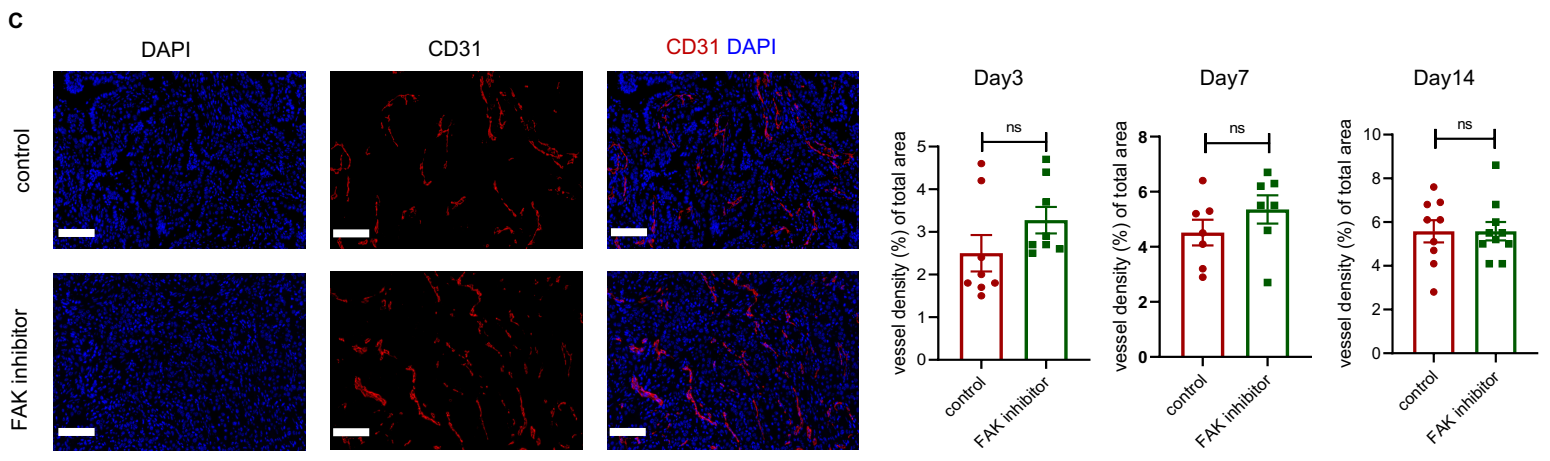 C
DAPI
CD31
CD31 DAPI
control
FAK inhibitor
Day3
ns
vessel density (%) of total area
5
4
3
2
1
0
control
FAK inhibitor
Day7
ns
vessel density (%) of total area
8
6
4
2
0
control
FAK inhibitor
Day14
ns
vessel density (%) of total area
10
8
6
4
2
0
control
FAK inhibitor